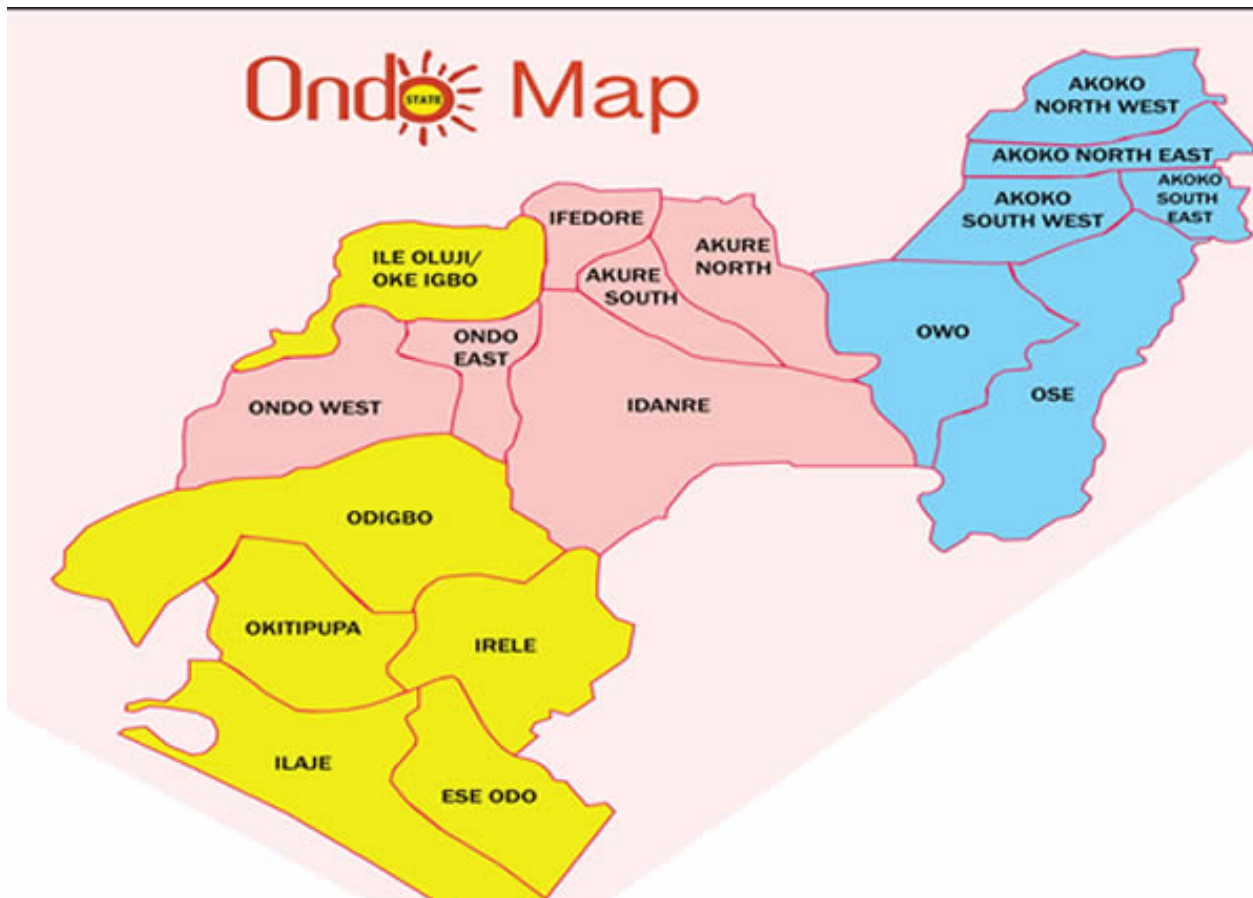 Ondo Map
STATE
AKOKO
NORTH WEST
AKOKO NORTH EAST
AKOKO
SOUTH
EAST
AKOKO
SOUTH WEST
IFEDORE
AKURE
NORTH
ILE OLUJI/
OKE IGBO
AKURE
SOUTH
OWO
ONDO
EAST
OSE
ONDO WEST
IDANRE
ODIGBO
OKITIPUPA
IRELE
ILAJE
ESE ODO